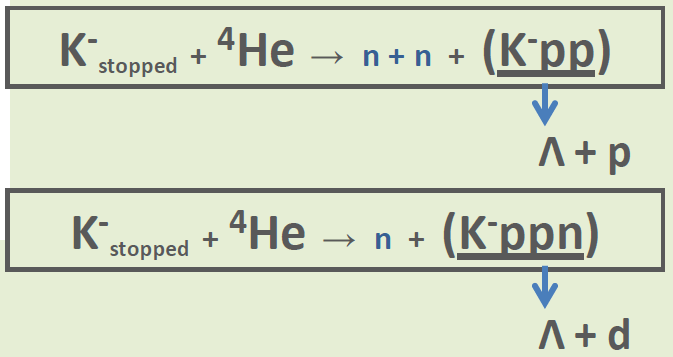 K⁻stopped + ⁴He → n + n + (K⁻pp)
Λ + p
K⁻stopped + ⁴He → n + (K⁻ppn)
Λ + d